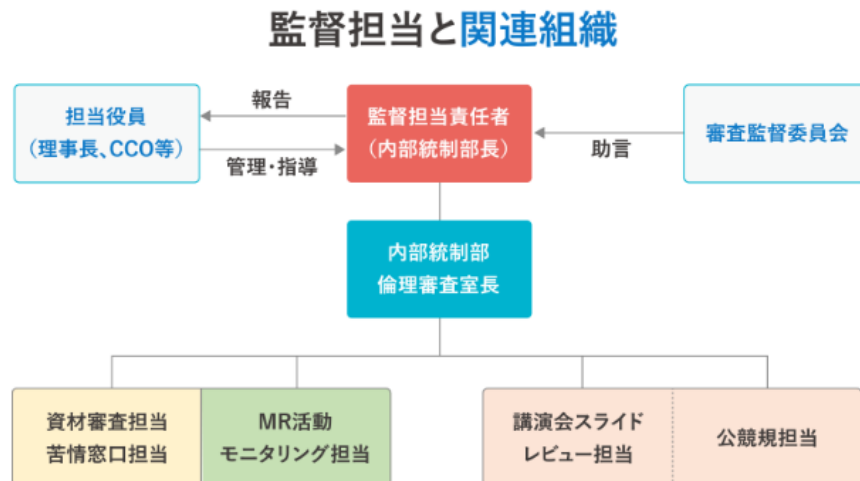 監督担当と関連組織
担当役員
（理事長、CCO等）
報告
管理・指導
監督担当責任者
（内部統制部長）
助言
審査監督委員会
内部統制部
倫理審査室長
資材審査担当
苦情窓口担当
MR活動
モニタリング担当
講演会スライド
レビュー担当
公競規担当